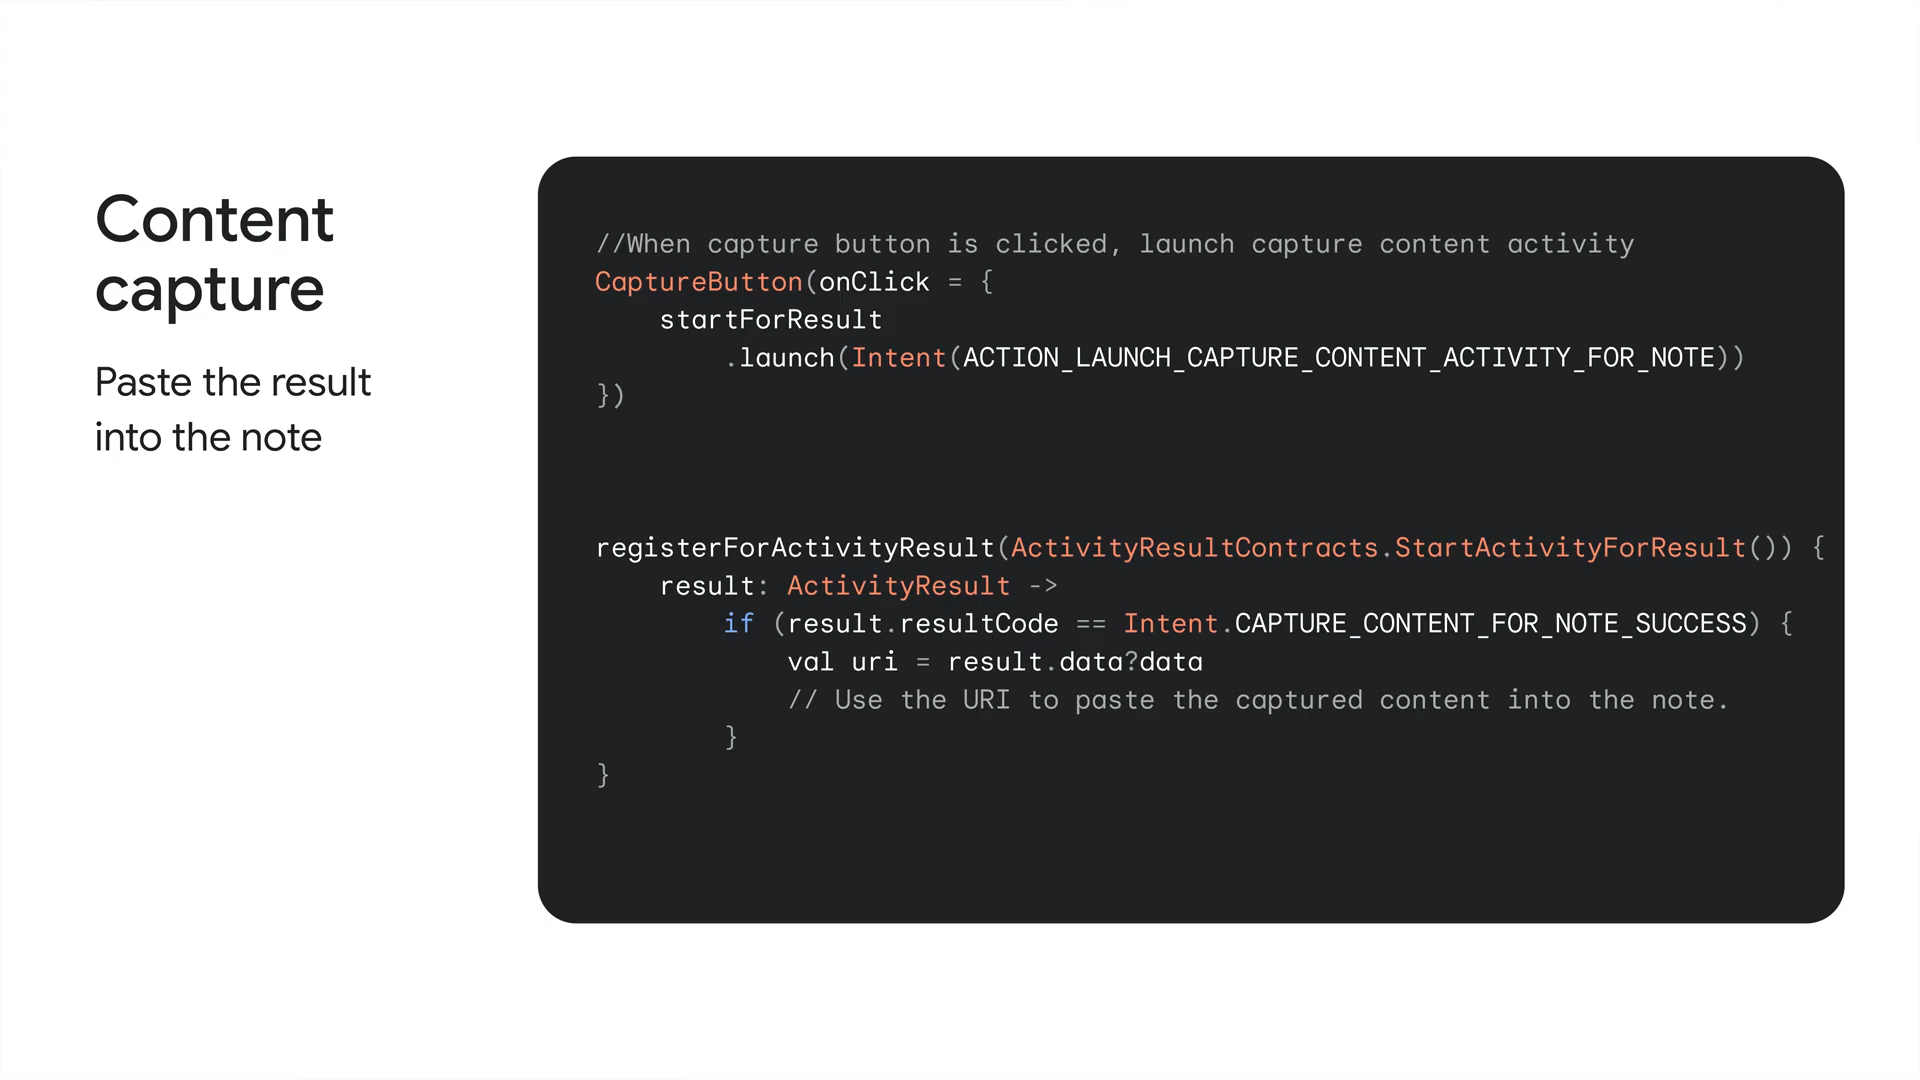 Content
capture
Paste the result
into the note
//When capture button is clicked, launch capture content activity
CaptureButton(onClick = {
    startForResult
        .launch(Intent(ACTION_LAUNCH_CAPTURE_CONTENT_ACTIVITY_FOR_NOTE))
})
registerForActivityResult(ActivityResultContracts.StartActivityForResult()) {
    result: ActivityResult ->
        if (result.resultCode == Intent.CAPTURE_CONTENT_FOR_NOTE_SUCCESS) {
            val uri = result.data?data
            // Use the URI to paste the captured content into the note.
        }
}